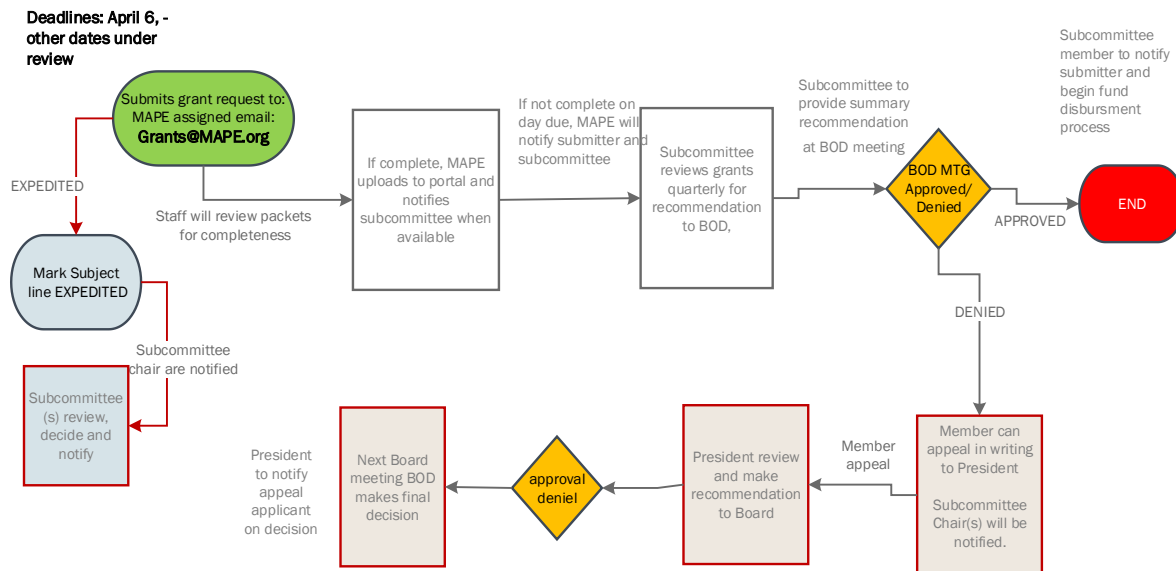 Deadlines: April 6, -
other dates under
review
Submits grant request to:
MAPE assigned email:
Grants@MAPE.org
EXPEDITED
Staff will review packets
for completeness
Mark Subject
line EXPEDITED
Subcommittee
chair are notified
Subcommittee
(s) review,
decide and
notify
If complete, MAPE
uploads to portal and
notifies
subcommittee when
available
If not complete on
day due, MAPE will
notify submitter and
subcommittee
Subcommittee
reviews grants
quarterly for
recommendation
to BOD,
Subcommittee to
provide summary
recommendation
at BOD meeting
BOD MTG
Approved/
Denied
APPROVED
Subcommittee
member to notify
submitter and
begin fund
disbursment
process
END
DENIED
Member can
appeal in writing
to President
Subcommittee
Chair(s) will be
notified.
Member
appeal
President review
and make
recommendation
to Board
approval
deniel
Next Board
meeting BOD
makes final
decision
President
to notify
appeal
applicant
on decision